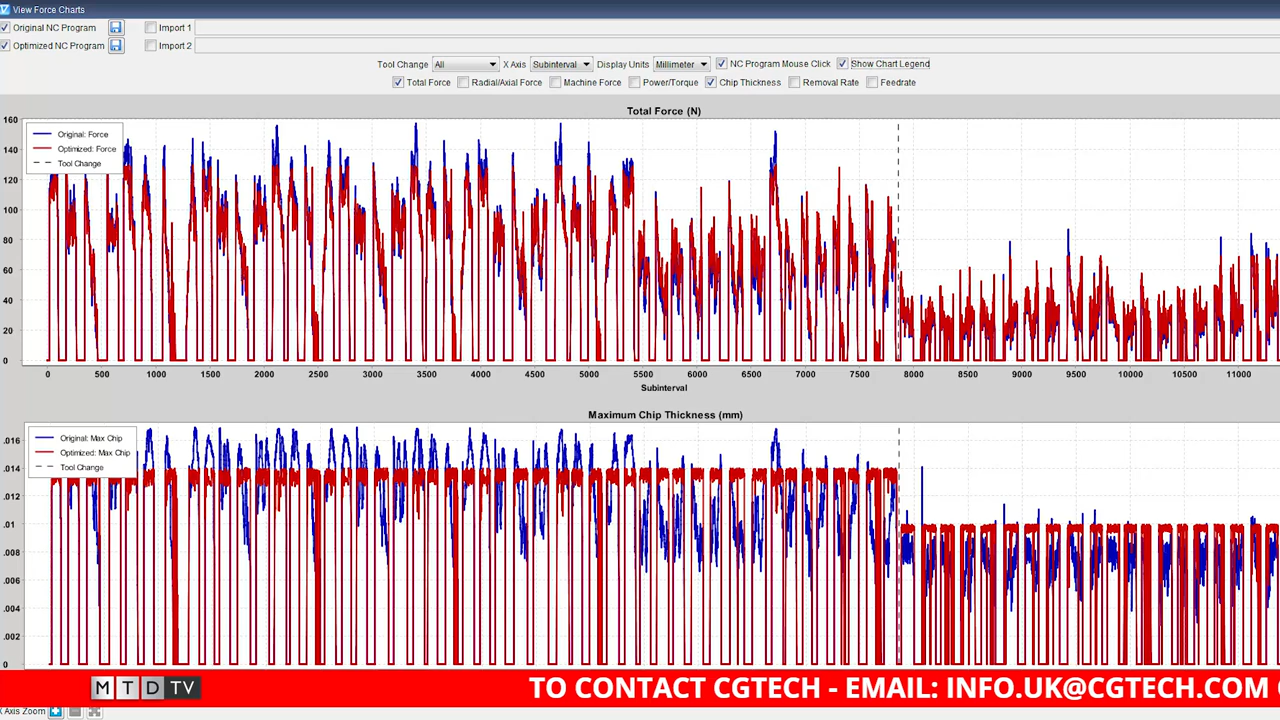 View Force Charts
Original NC Program Import 1
Optimized NC Program Import 2
Tool Change All X Axis Subinterval Display Units Millimeter NC Program Mouse Click Show Chart Legend
Total Force Radial/Axial Force Machine Force Power/Torque Chip Thickness Removal Rate Feedrate
Total Force (N)
160
140
120
100
80
60
40
20
0
Original: Force
Optimized: Force
Tool Change
0 500 1000 1500 2000 2500 3000 3500 4000 4500 5000 5500 6000 6500 7000 7500 8000 8500 9000 9500 10000 10500 11000
Subinterval
Maximum Chip Thickness (mm)
.016
.014
.012
.01
.008
.006
.004
.002
0
Original: Max Chip
Optimized: Max Chip
Tool Change
MTD TV
TO CONTACT CGTECH - EMAIL: INFO.UK@CGTECH.COM
X Axis Zoom